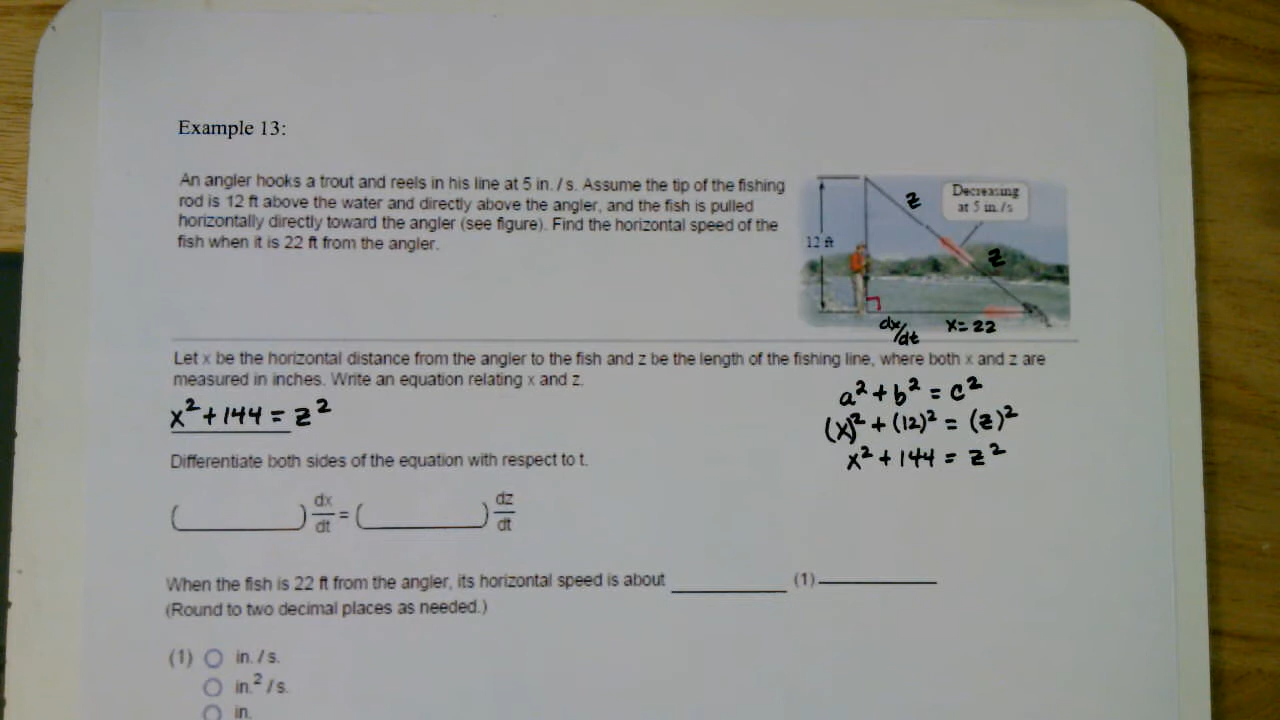 Example 13:
An angler hooks a trout and reels in his line at 5 in. / s. Assume the tip of the fishing
rod is 12 ft above the water and directly above the angler, and the fish is pulled
horizontally directly toward the angler (see figure). Find the horizontal speed of the
fish when it is 22 ft from the angler.
Decreasing
at 5 in./s
z
z
12 ft
dx/dt x=22
Let x be the horizontal distance from the angler to the fish and z be the length of the fishing line, where both x and z are
measured in inches. Write an equation relating x and z.
x² + 144 = z²
a² + b² = c²
(x)² + (12)² = (z)²
x² + 144 = z²
Differentiate both sides of the equation with respect to t.
(__________) dx/dt = (__________) dz/dt
When the fish is 22 ft from the angler, its horizontal speed is about __________ (1) __________
(Round to two decimal places as needed.)
(1) in. / s.
in.² / s.
in.